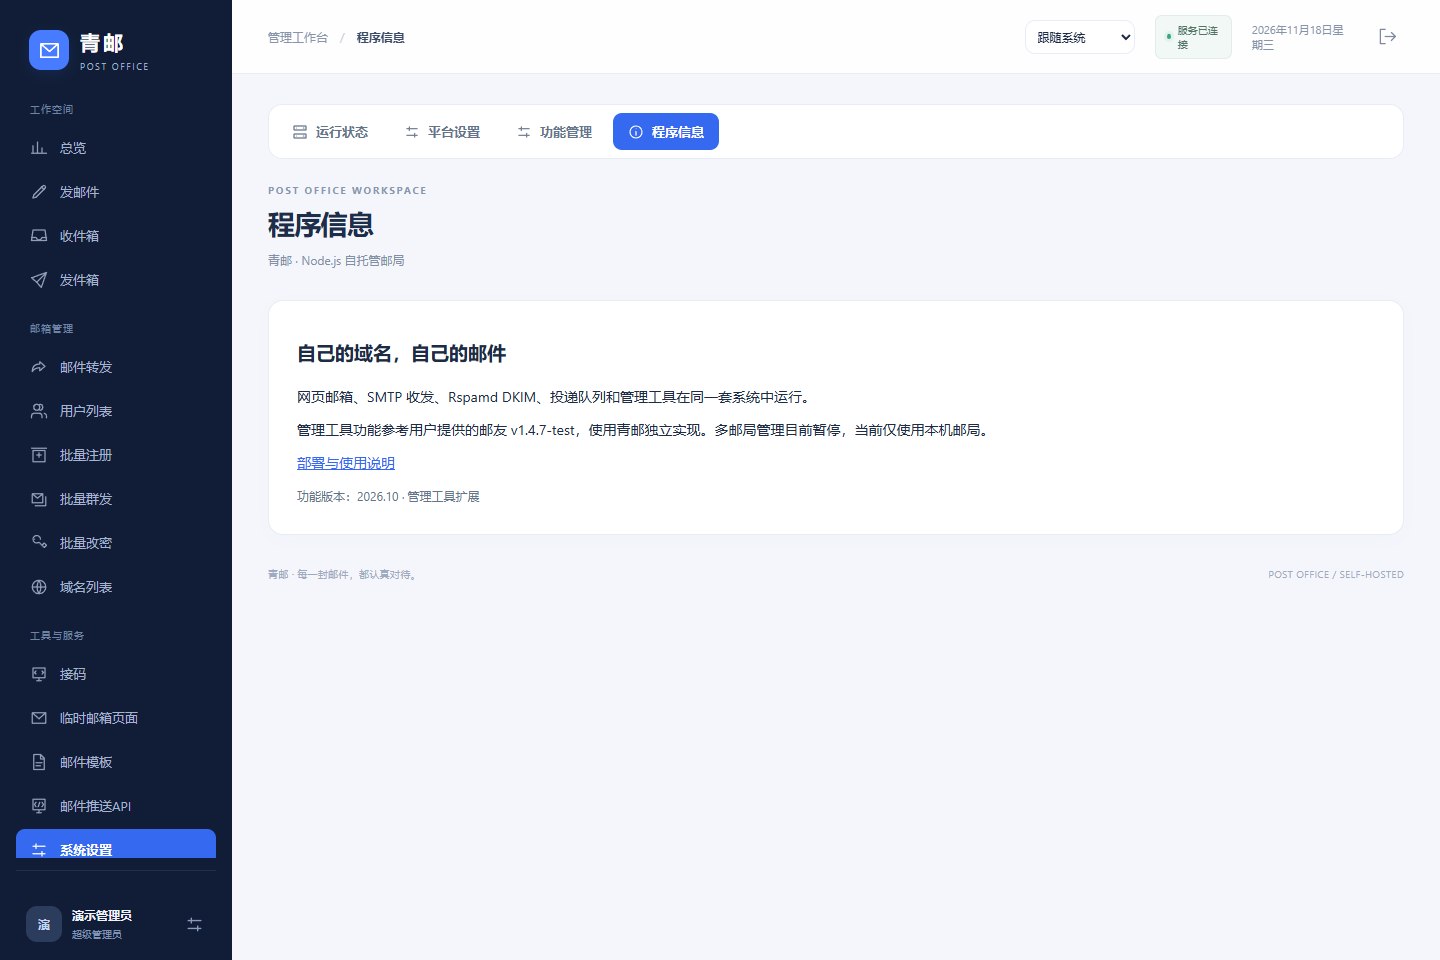 青邮
POST OFFICE
工作空间
总览
发邮件
收件箱
发件箱
邮箱管理
邮件转发
用户列表
批量注册
批量群发
批量改密
域名列表
工具与服务
接码
临时邮箱页面
邮件模板
邮件推送API
系统设置
演
演示管理员
超级管理员
管理工作台 / 程序信息
跟随系统
服务已连
接
2026年11月18日星
期三
运行状态
平台设置
功能管理
程序信息
POST OFFICE WORKSPACE
程序信息
青邮 · Node.js 自托管邮局
自己的域名，自己的邮件
网页邮箱、SMTP 收发、Rspamd DKIM、投递队列和管理工具在同一套系统中运行。
管理工具功能参考用户提供的邮友 v1.4.7-test，使用青邮独立实现。多邮局管理目前暂停，当前仅使用本机邮局。
部署与使用说明
功能版本：2026.10 · 管理工具扩展
青邮 · 每一封邮件，都认真对待。
POST OFFICE / SELF-HOSTED